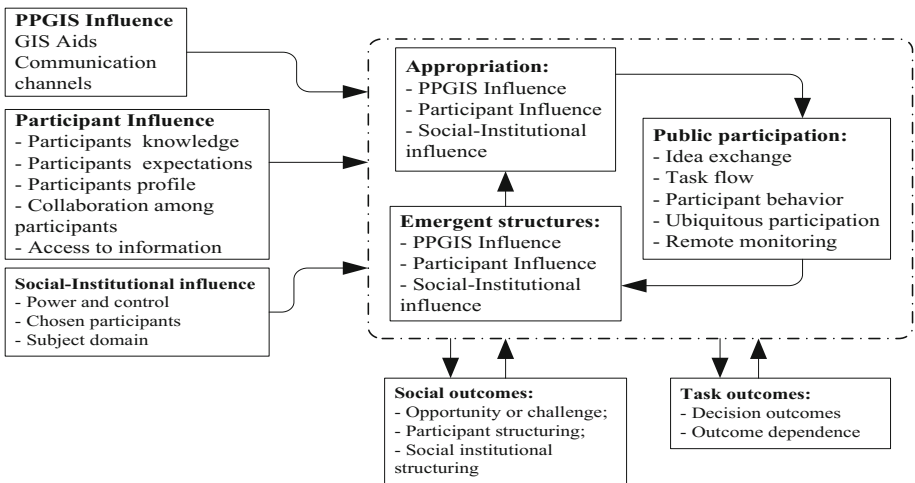 PPGIS Influence
GIS Aids
Communication
channels
Participant Influence
- Participants knowledge
- Participants expectations
- Participants profile
- Collaboration among
participants
- Access to information
Social-Institutional influence
- Power and control
- Chosen participants
- Subject domain
Appropriation:
- PPGIS Influence
- Participant Influence
- Social-Institutional
influence
Emergent structures:
- PPGIS Influence
- Participant Influence
- Social-Institutional
influence
Public participation:
- Idea exchange
- Task flow
- Participant behavior
- Ubiquitous participation
- Remote monitoring
Social outcomes:
- Opportunity or challenge;
- Participant structuring;
- Social institutional
structuring
Task outcomes:
- Decision outcomes
- Outcome dependence